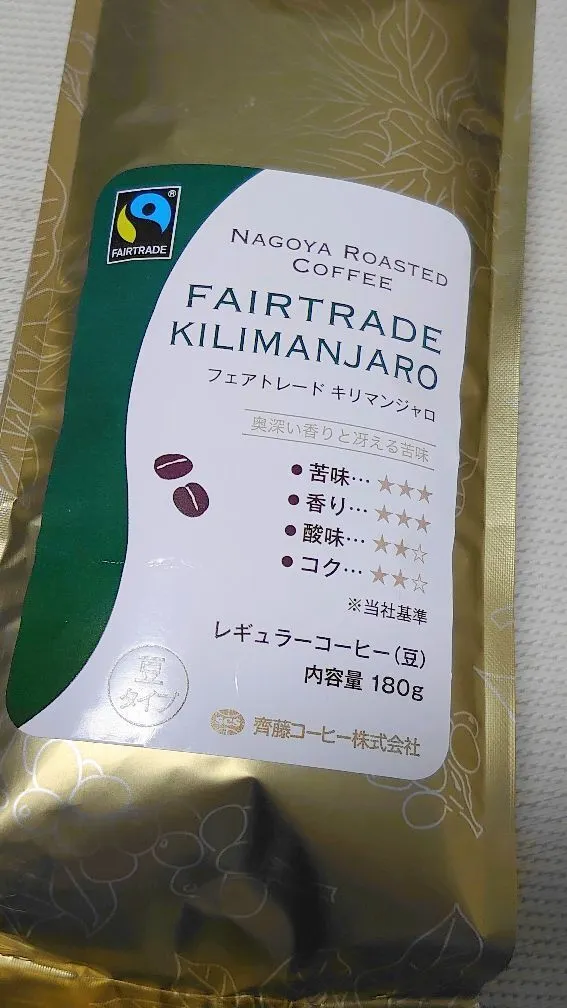 FAIRTRADE
®
NAGOYA ROASTED
COFFEE
FAIRTRADE
KILIMANJARO
フェアトレード キリマンジャロ
奥深い香りと冴える苦味
●苦味…★★★
●香り…★★★
●酸味…★★☆
●コク…★★☆
※当社基準
レギュラーコーヒー(豆)
内容量 180g
豆
タイプ
齊藤コーヒー株式会社